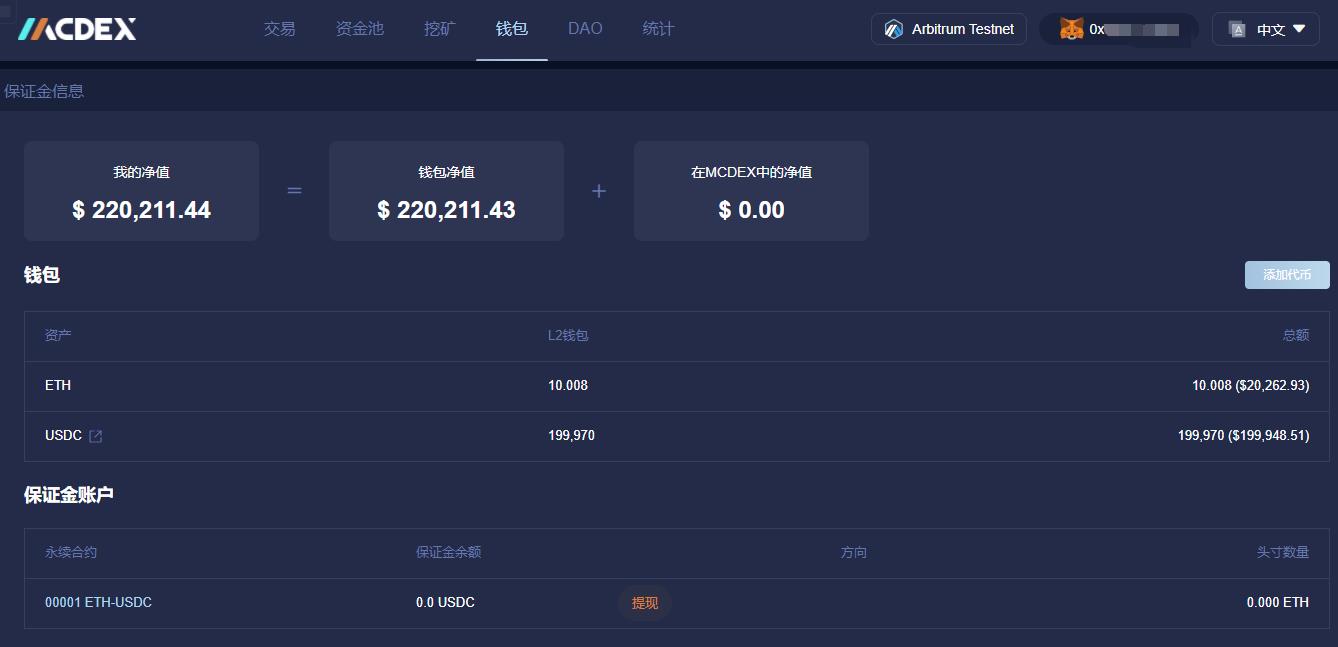 MCDEX 交易 资金池 挖矿 钱包 DAO 统计 Arbitrum Testnet 0x 中文
保证金信息
我的净值 钱包净值 在MCDEX中的净值
$ 220,211.44 = $ 220,211.43 + $ 0.00
钱包 添加代币
资产 L2钱包 总额
ETH 10.008 10.008 ($20,262.93)
USDC 199,970 199,970 ($199,948.51)
保证金账户
永续合约 保证金余额 方向 头寸数量
00001 ETH-USDC 0.0 USDC 提现 0.000 ETH